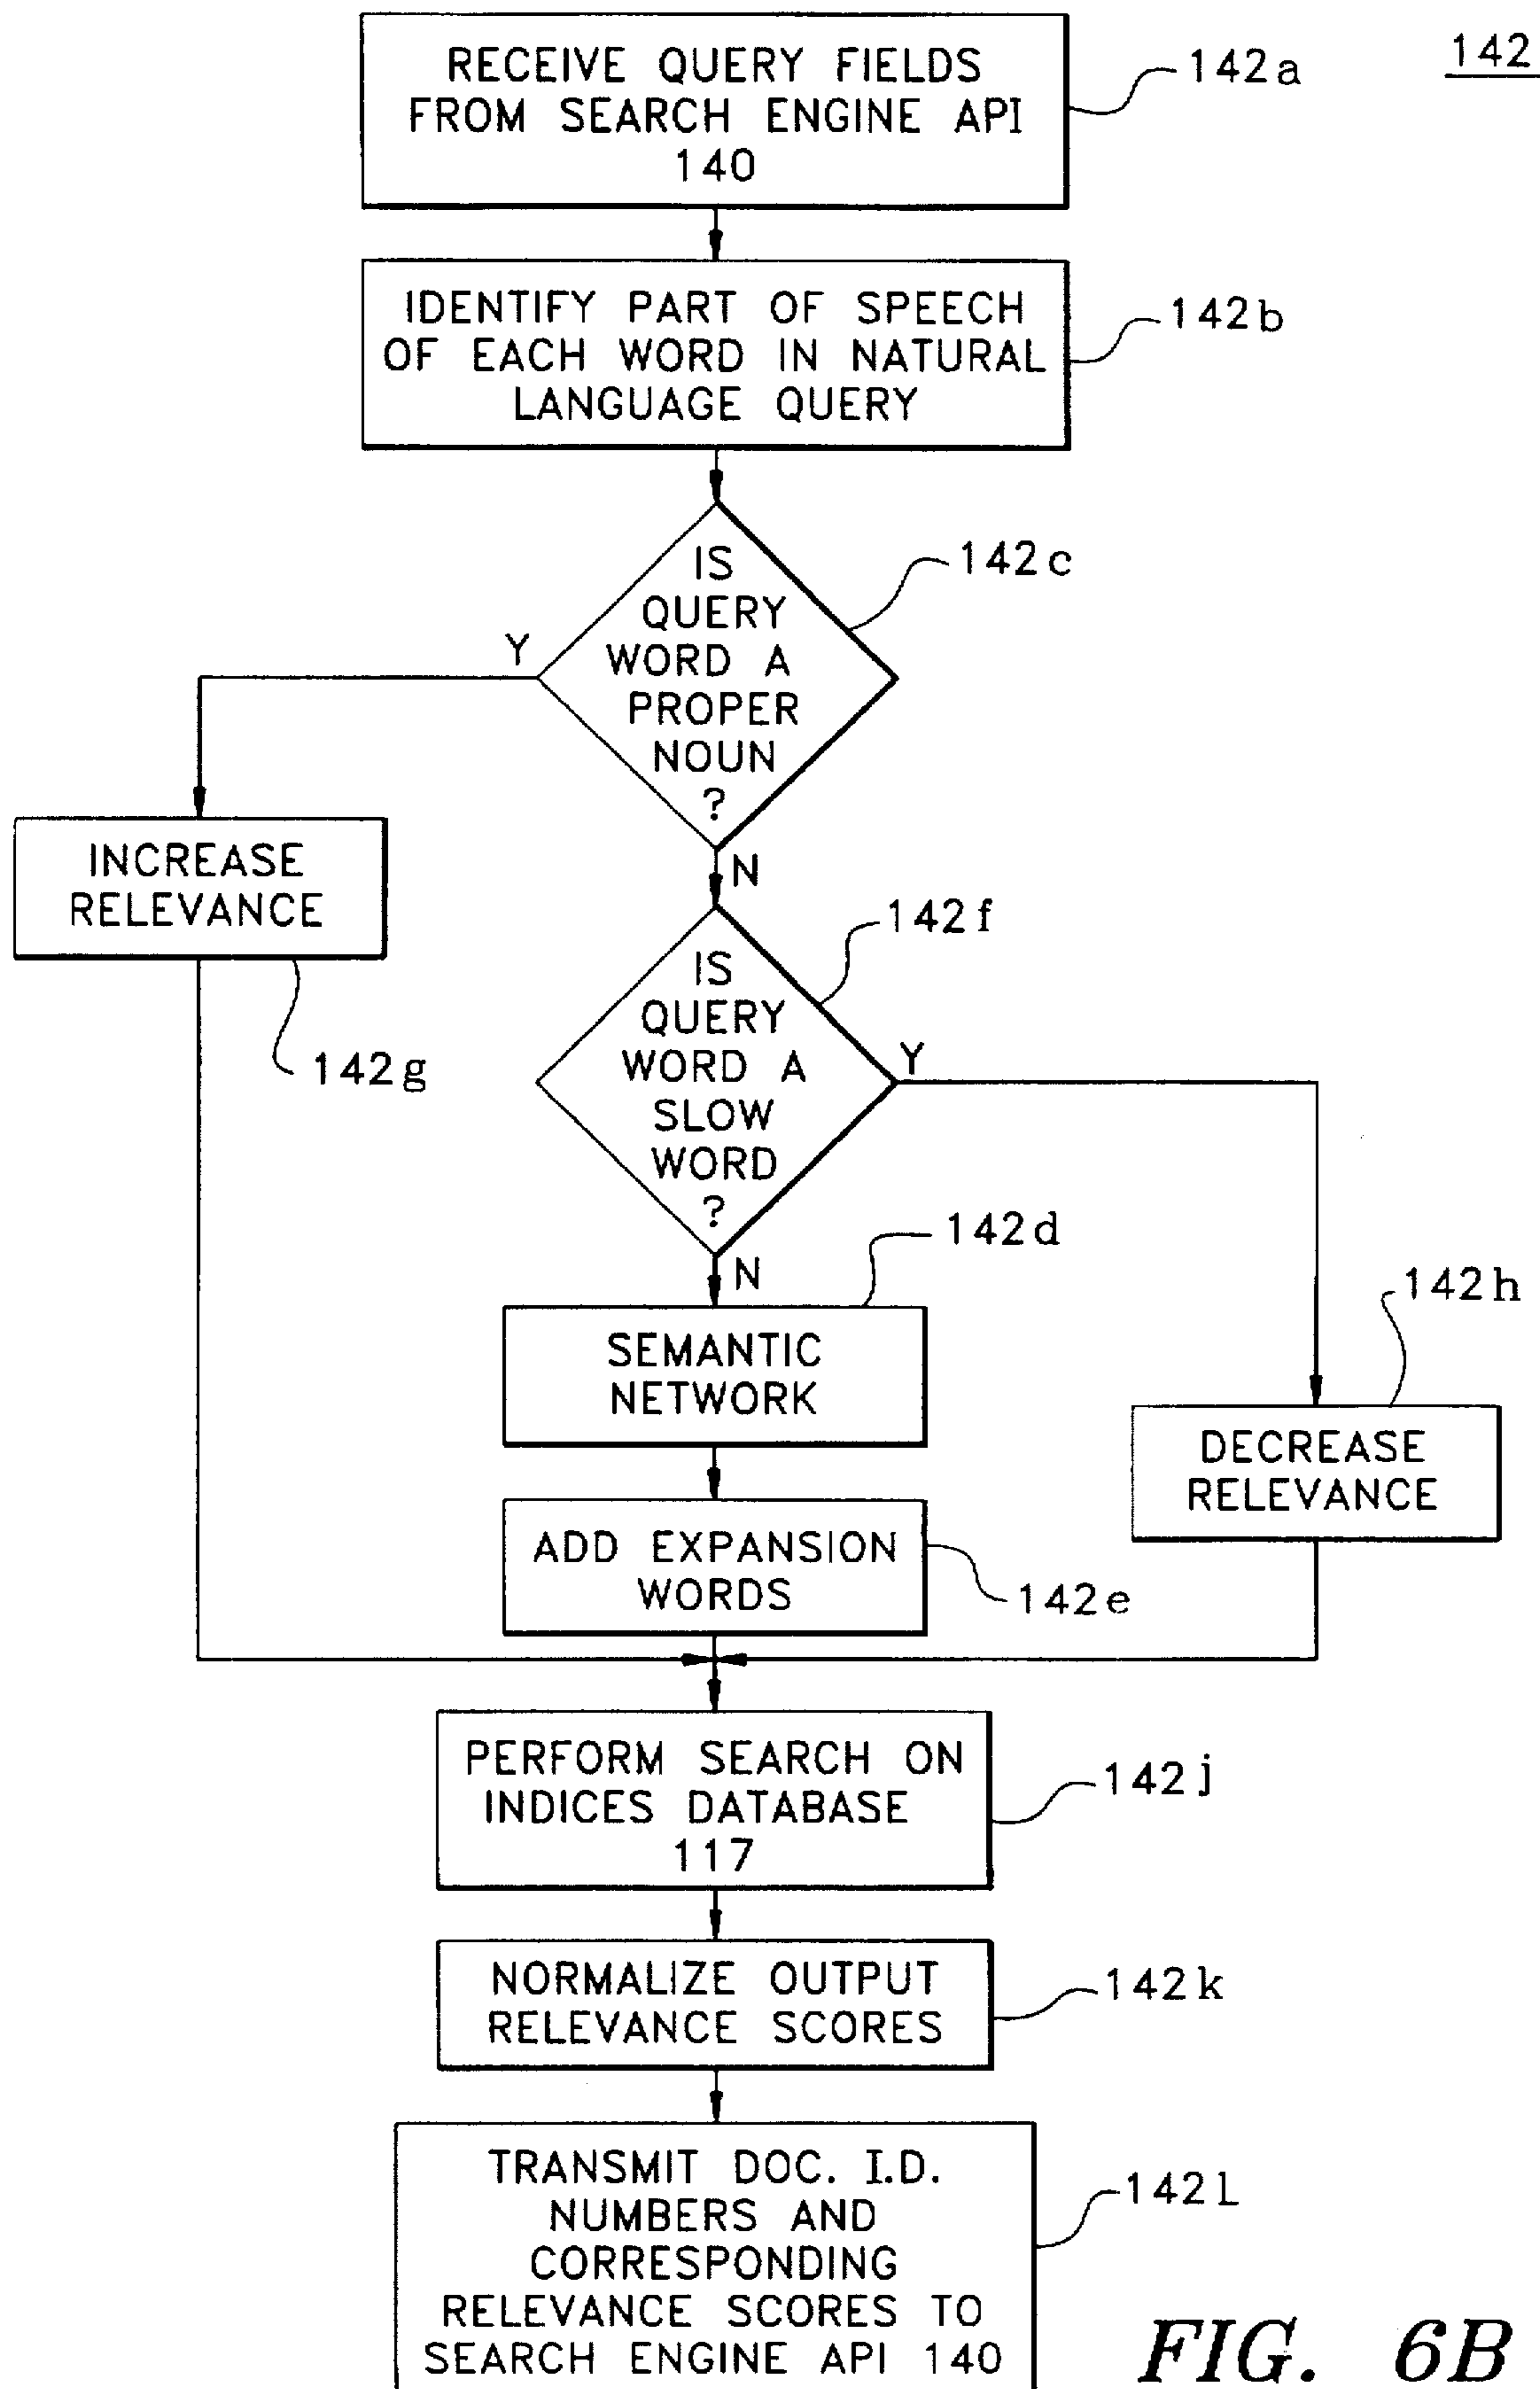 142
RECEIVE QUERY FIELDS
FROM SEARCH ENGINE API
140
142a
IDENTIFY PART OF SPEECH
OF EACH WORD IN NATURAL
LANGUAGE QUERY
142b
IS
QUERY
WORD A
PROPER
NOUN
?
142c
Y
N
INCREASE
RELEVANCE
142g
IS
QUERY
WORD A
SLOW
WORD
?
142f
Y
N
SEMANTIC
NETWORK
142d
DECREASE
RELEVANCE
142h
ADD EXPANSION
WORDS
142e
PERFORM SEARCH ON
INDICES DATABASE
117
142j
NORMALIZE OUTPUT
RELEVANCE SCORES
142k
TRANSMIT DOC. I.D.
NUMBERS AND
CORRESPONDING
RELEVANCE SCORES TO
SEARCH ENGINE API 140
142l
FIG. 6B